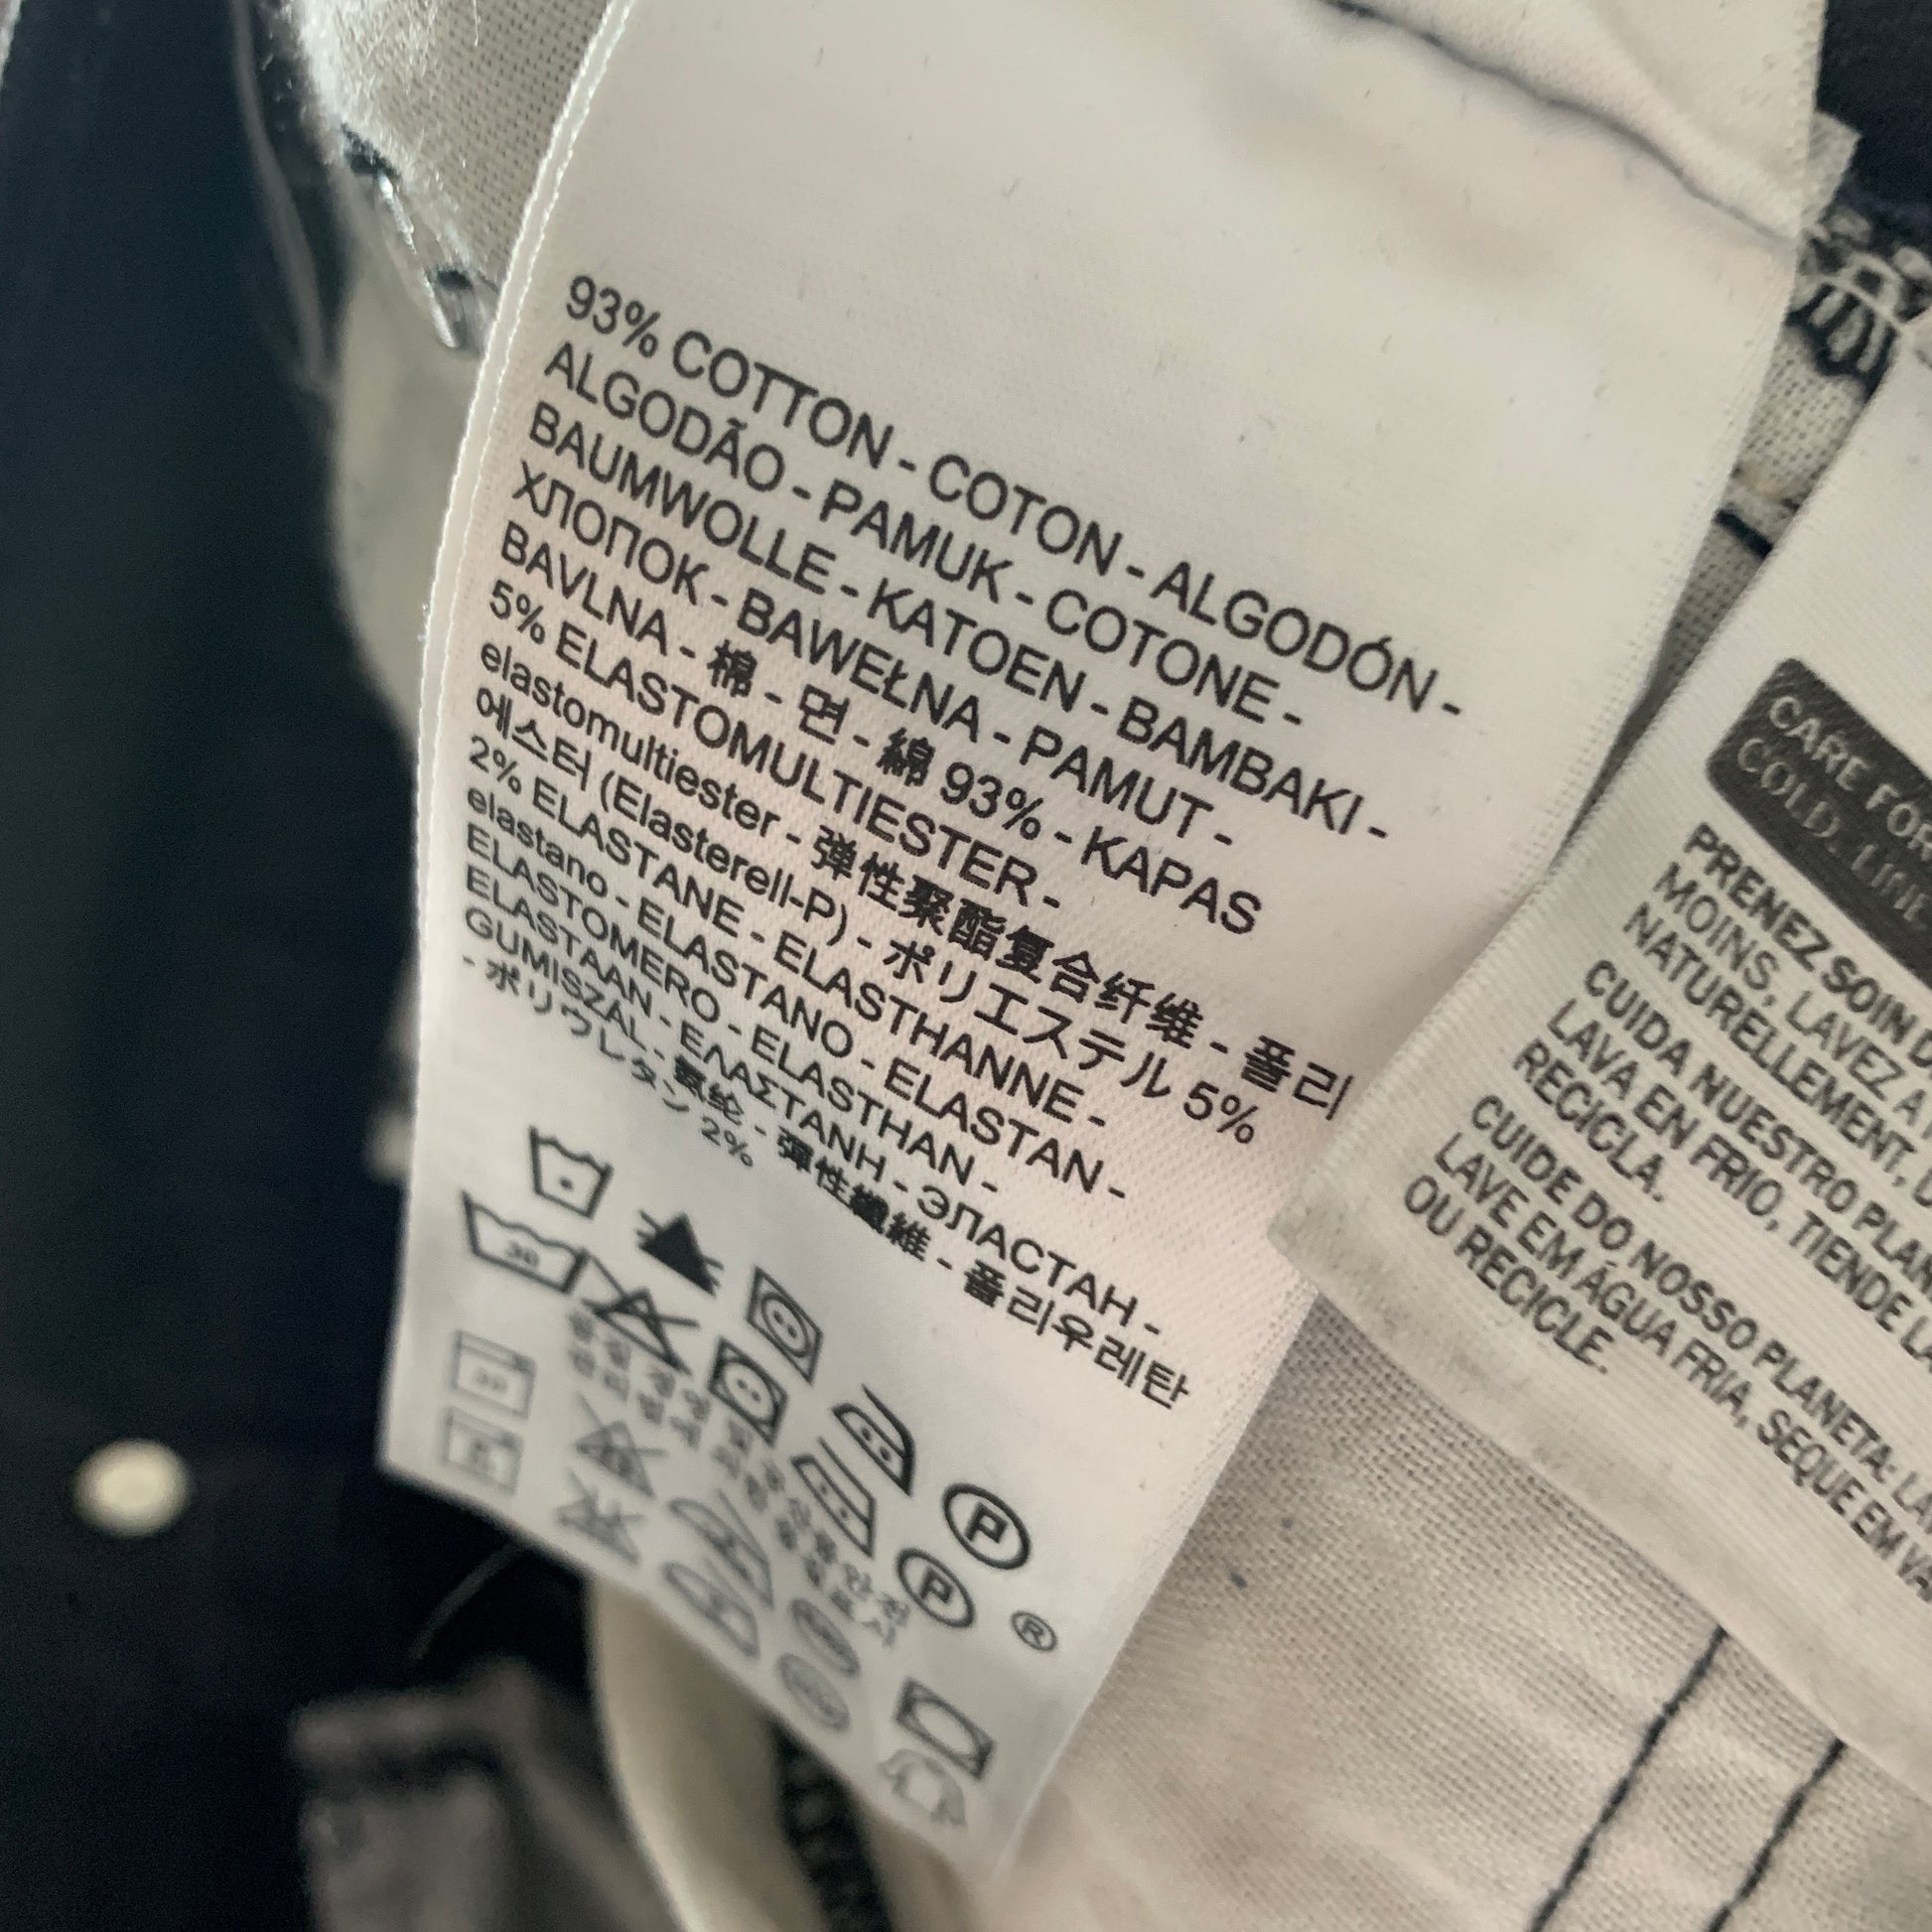 93% COTTON - COTON - ALGODÓN -
ALGODÃO - PAMUK - COTONE -
BAUMWOLLE - KATOEN - BAMBAKI -
ХЛОПОК - BAWEŁNA - PAMUT -
BAVLNA - 棉 - 면 - 綿 93% - KAPAS
5% ELASTOMULTIESTER -
elastomultiester - 弹性聚酯复合纤维 - 폴리
에스터 (Elasterell-P) - ポリエステル 5%
2% ELASTANE - ELASTHANNE -
elastano - ELASTANO - ELASTAN -
ELASTOMERO - ELASTHAN -
ELASTAAN - ΕΛΑΣΤΑΝΗ - ЭЛАСТАН -
GUMISZÁL - 氨纶 - 彈性纖維 - 폴리우레탄
- ポリウレタン 2%
30
P
P
®
CARE FOR
COLD, LINE
PRENEZ SOIN D
MOINS, LAVEZ À
NATURELLEMENT,
CUIDA NUESTRO PLAN
LAVA EN FRIO, TIENDE
RECICLA.
CUIDE DO NOSSO PLANETA:
LAVE EM ÁGUA FRIA, SEQUE EM VA
OU RECICLE.